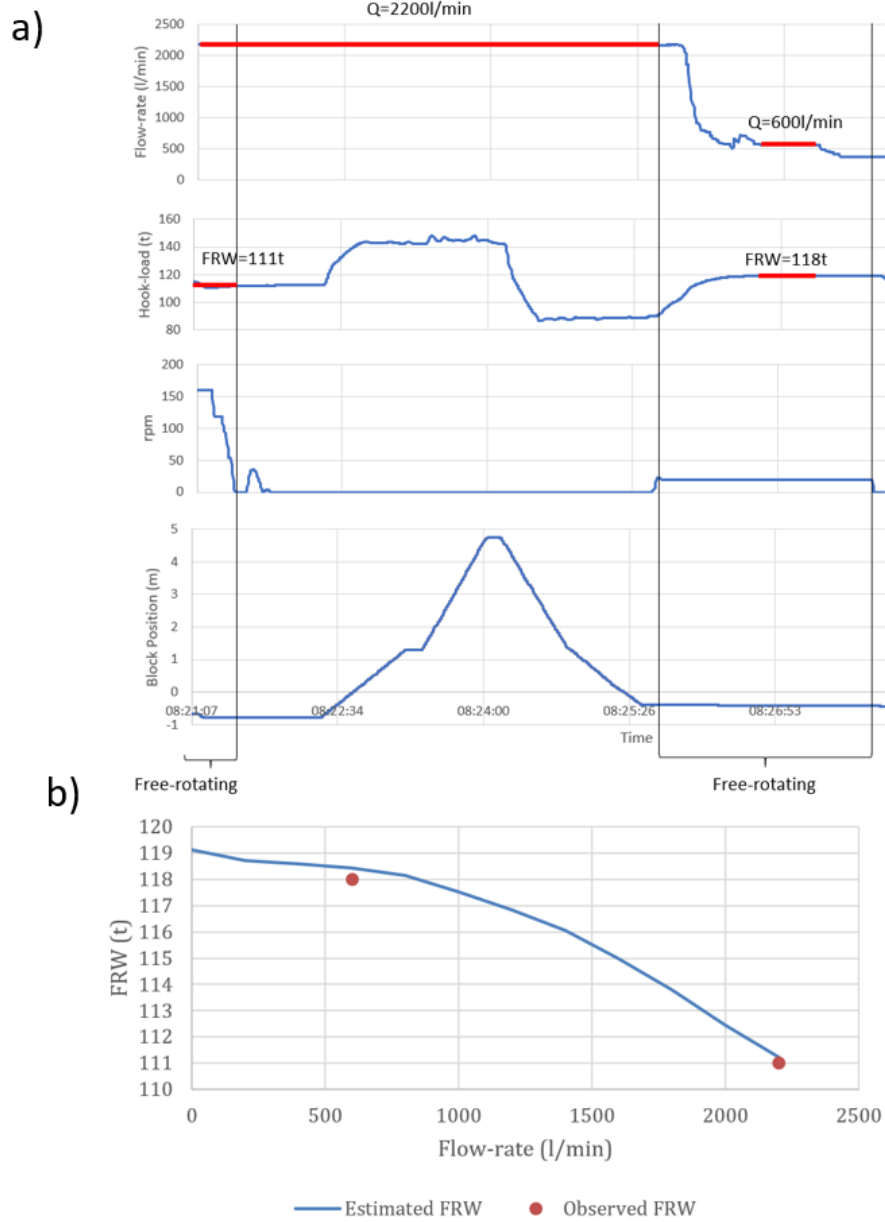 a)
Q=2200l/min
Flow-rate (l/min)
2500
2000
1500
1000
500
0
Q=600l/min
Hook-load (t)
160
140
120
100
80
FRW=111t
FRW=118t
rpm
200
150
100
50
0
Block Position (m)
5
4
3
2
1
0
-1
08:21:07 08:22:34 08:24:00 08:25:26 08:26:53
Time
Free-rotating Free-rotating
b)
FRW (t)
120
119
118
117
116
115
114
113
112
111
110
0 500 1000 1500 2000 2500
Flow-rate (l/min)
Estimated FRW Observed FRW